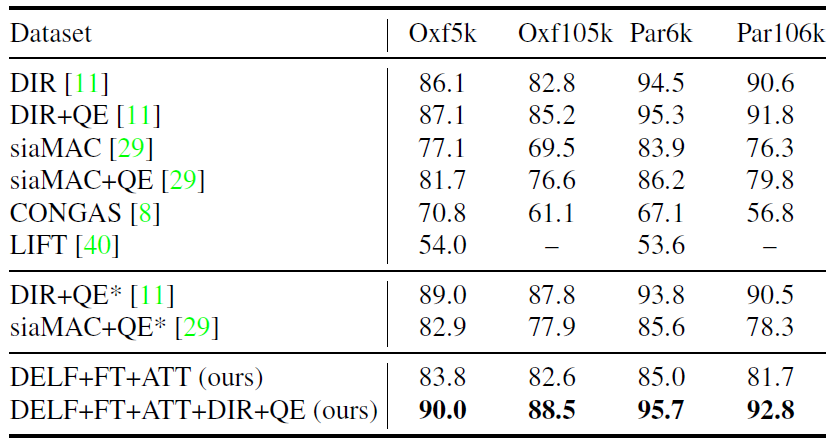 Dataset Oxf5k Oxf105k Par6k Par106k
DIR [11] 86.1 82.8 94.5 90.6
DIR+QE [11] 87.1 85.2 95.3 91.8
siaMAC [29] 77.1 69.5 83.9 76.3
siaMAC+QE [29] 81.7 76.6 86.2 79.8
CONGAS [8] 70.8 61.1 67.1 56.8
LIFT [40] 54.0 – 53.6 –
DIR+QE* [11] 89.0 87.8 93.8 90.5
siaMAC+QE* [29] 82.9 77.9 85.6 78.3
DELF+FT+ATT (ours) 83.8 82.6 85.0 81.7
DELF+FT+ATT+DIR+QE (ours) 90.0 88.5 95.7 92.8